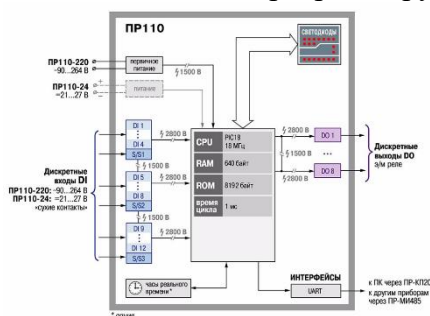 ПР110
СВЕТОДИОДЫ
ПР110-220
~90...264 В
первичное
питание
1500 В
ПР110-24
=21...27 В
питание
1500 В
DI 1
DI 4
S/S1
2800 В
1500 В
Дискретные
входы DI
ПР110-220: ~90...264 В
ПР110-24: =21...27 В
«сухие контакты»
DI 5
DI 8
S/S2
2800 В
1500 В
DI 9
DI 12
S/S3
2800 В
CPU PIC18
18 МГц
RAM 640 байт
ROM 8192 байт
время
цикла 1 мс
2800 В
DO 1
1500 В
...
2800 В
DO 8
Дискретные
выходы DO
э/м реле
часы реального
времени*
ИНТЕРФЕЙСЫ
UART
к ПК через ПР-КП20
к другим приборам
через ПР-МИ485
* опция